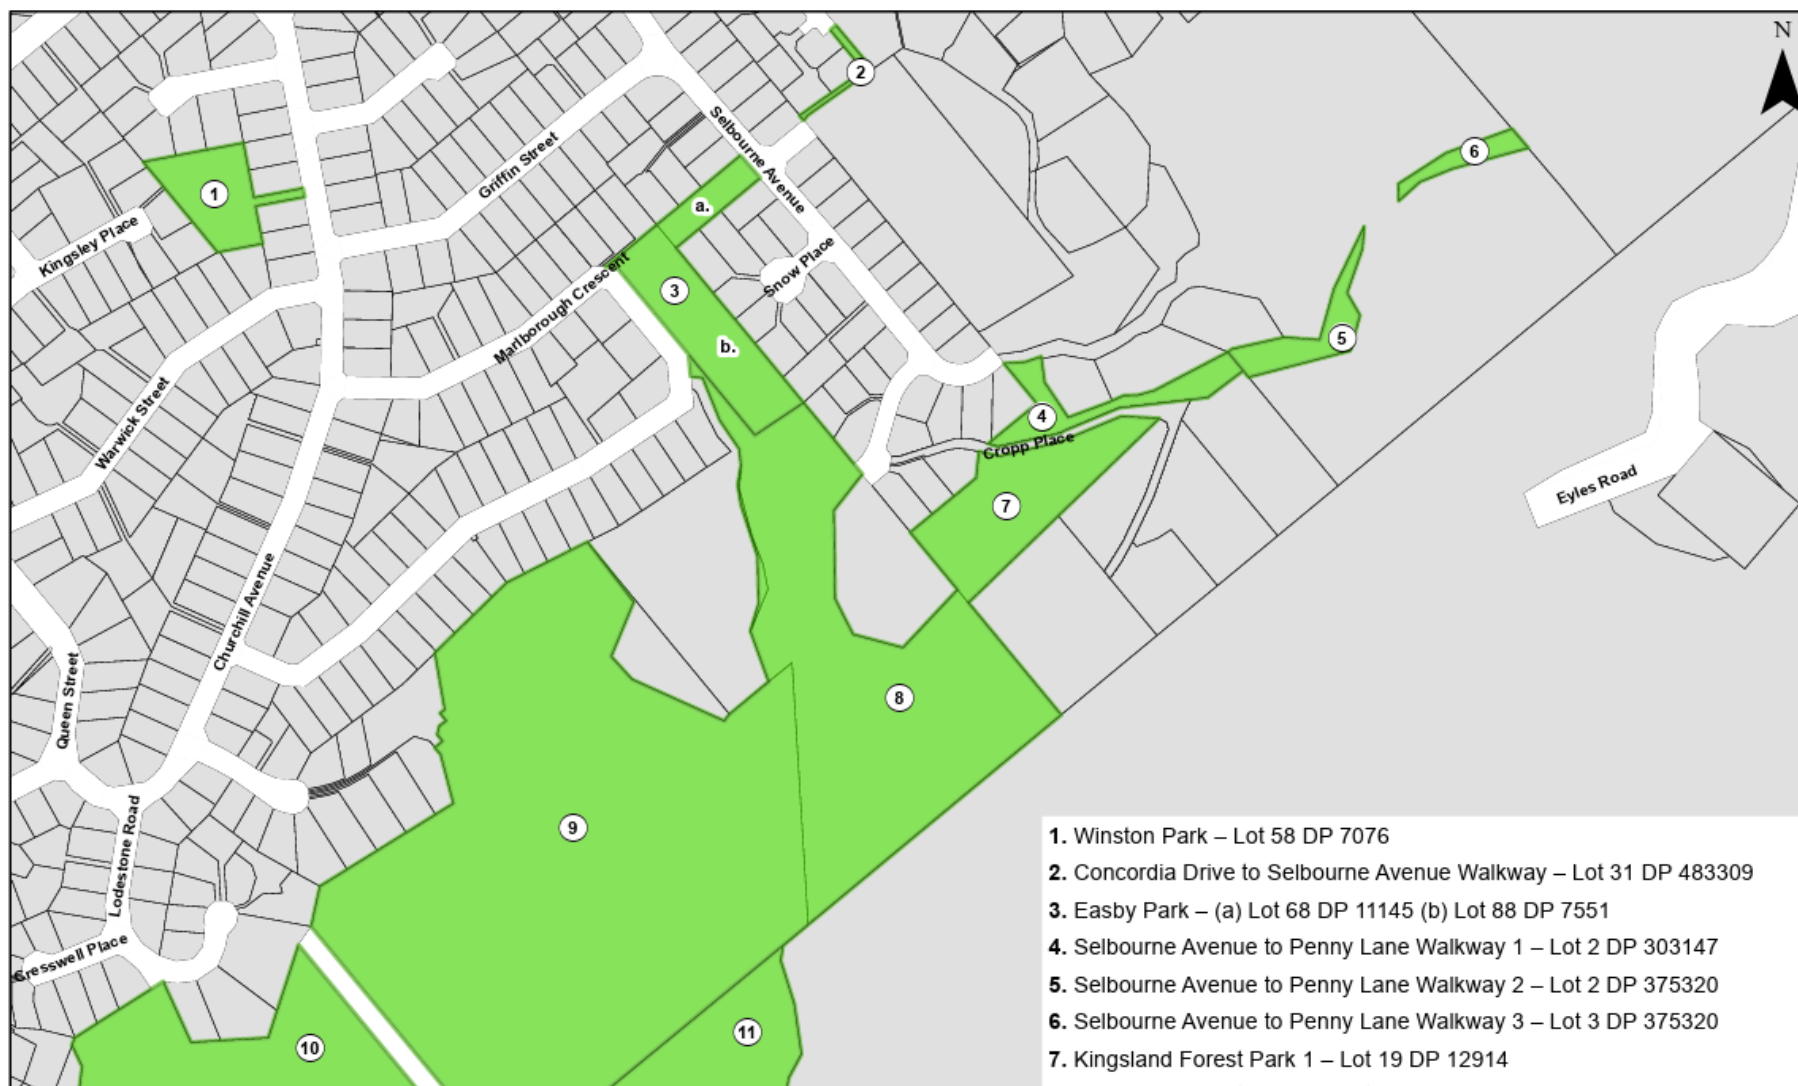 N
2
Selbourne Avenue
6
Griffin Street
1
a.
Kingsley Place
Snow Place
Marlborough Crescent
3
5
b.
4
Warwick Street
Cropp Place
Eyles Road
7
Churchill Avenue
Queen Street
8
9
Lodestone Road
Cresswell Place
10
11
1. Winston Park – Lot 58 DP 7076
2. Concordia Drive to Selbourne Avenue Walkway – Lot 31 DP 483309
3. Easby Park – (a) Lot 68 DP 11145 (b) Lot 88 DP 7551
4. Selbourne Avenue to Penny Lane Walkway 1 – Lot 2 DP 303147
5. Selbourne Avenue to Penny Lane Walkway 2 – Lot 2 DP 375320
6. Selbourne Avenue to Penny Lane Walkway 3 – Lot 3 DP 375320
7. Kingsland Forest Park 1 – Lot 19 DP 12914